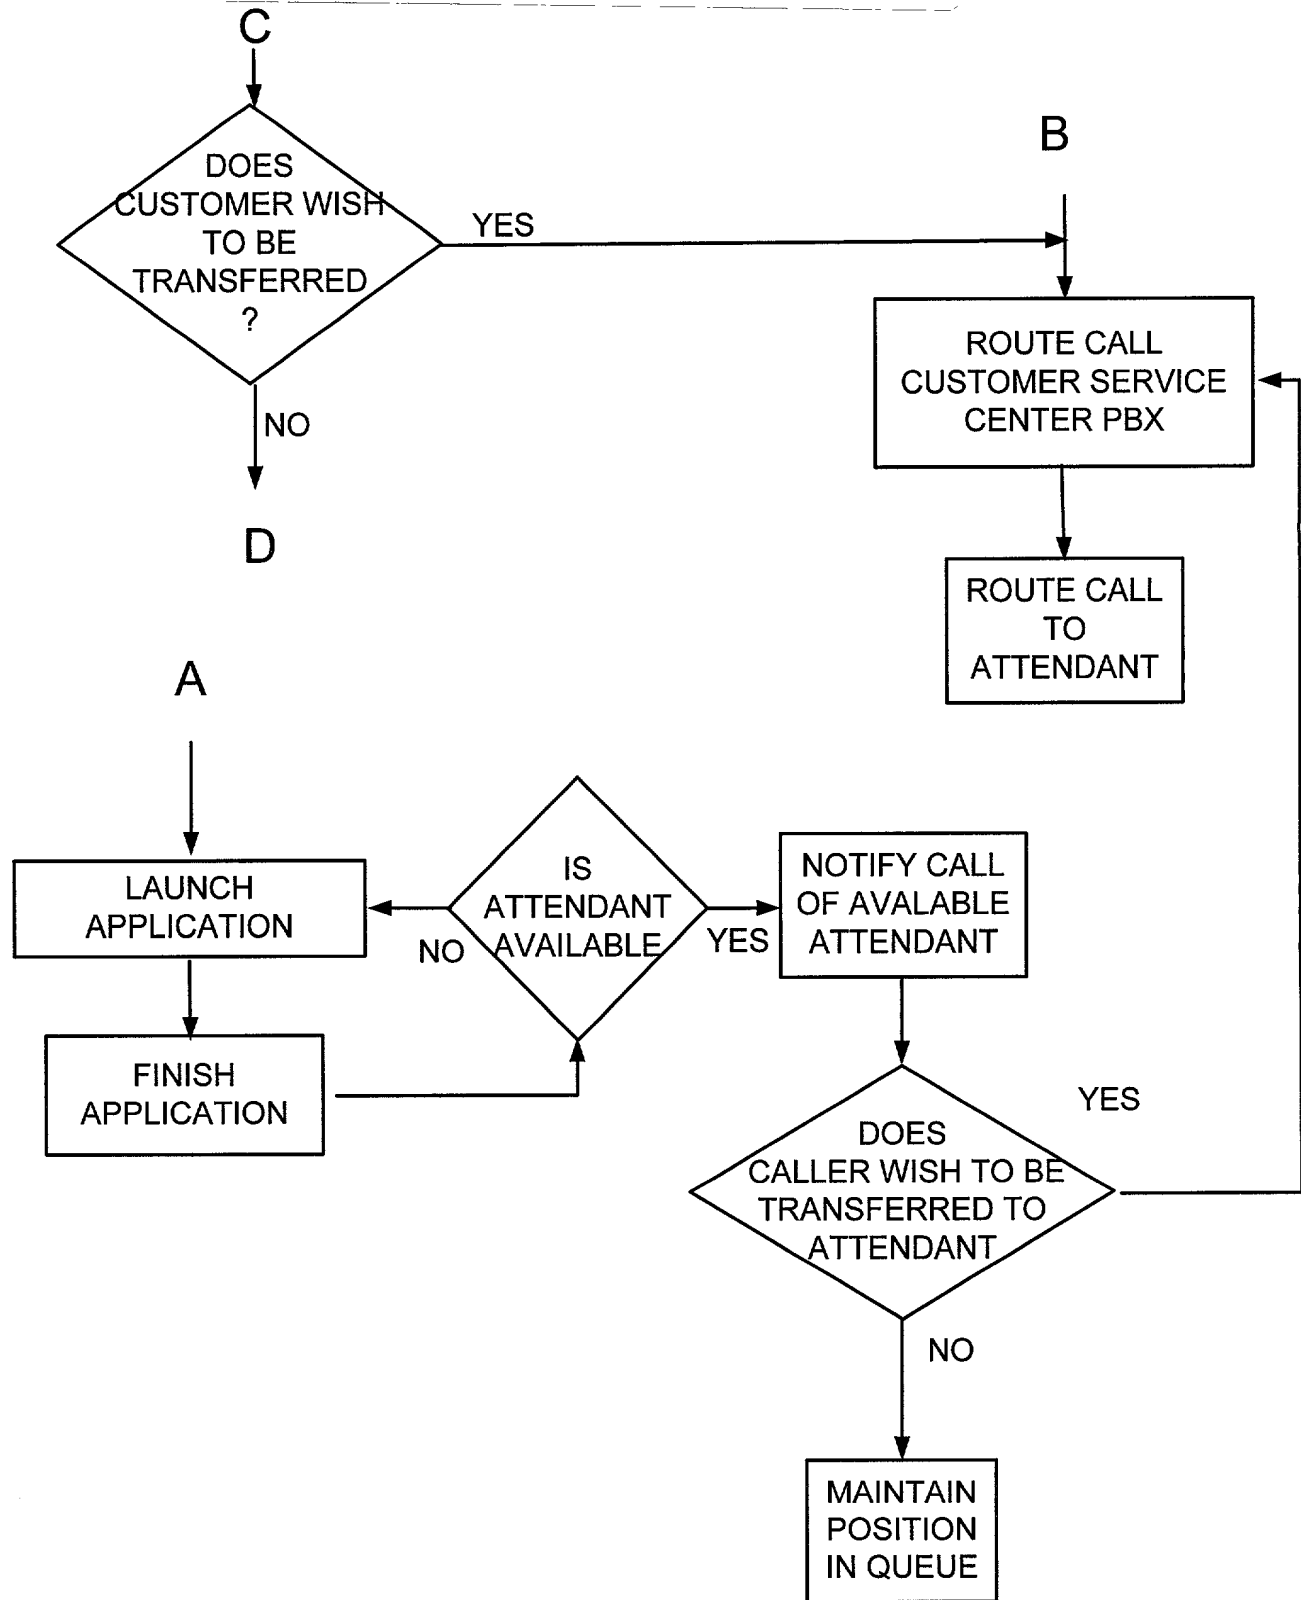 C
DOES
CUSTOMER WISH
TO BE
TRANSFERRED
?
YES
NO
D
B
ROUTE CALL
CUSTOMER SERVICE
CENTER PBX
ROUTE CALL
TO
ATTENDANT
A
LAUNCH
APPLICATION
FINISH
APPLICATION
IS
ATTENDANT
AVAILABLE
NO
YES
NOTIFY CALL
OF AVALABLE
ATTENDANT
DOES
CALLER WISH TO BE
TRANSFERRED TO
ATTENDANT
YES
NO
MAINTAIN
POSITION
IN QUEUE